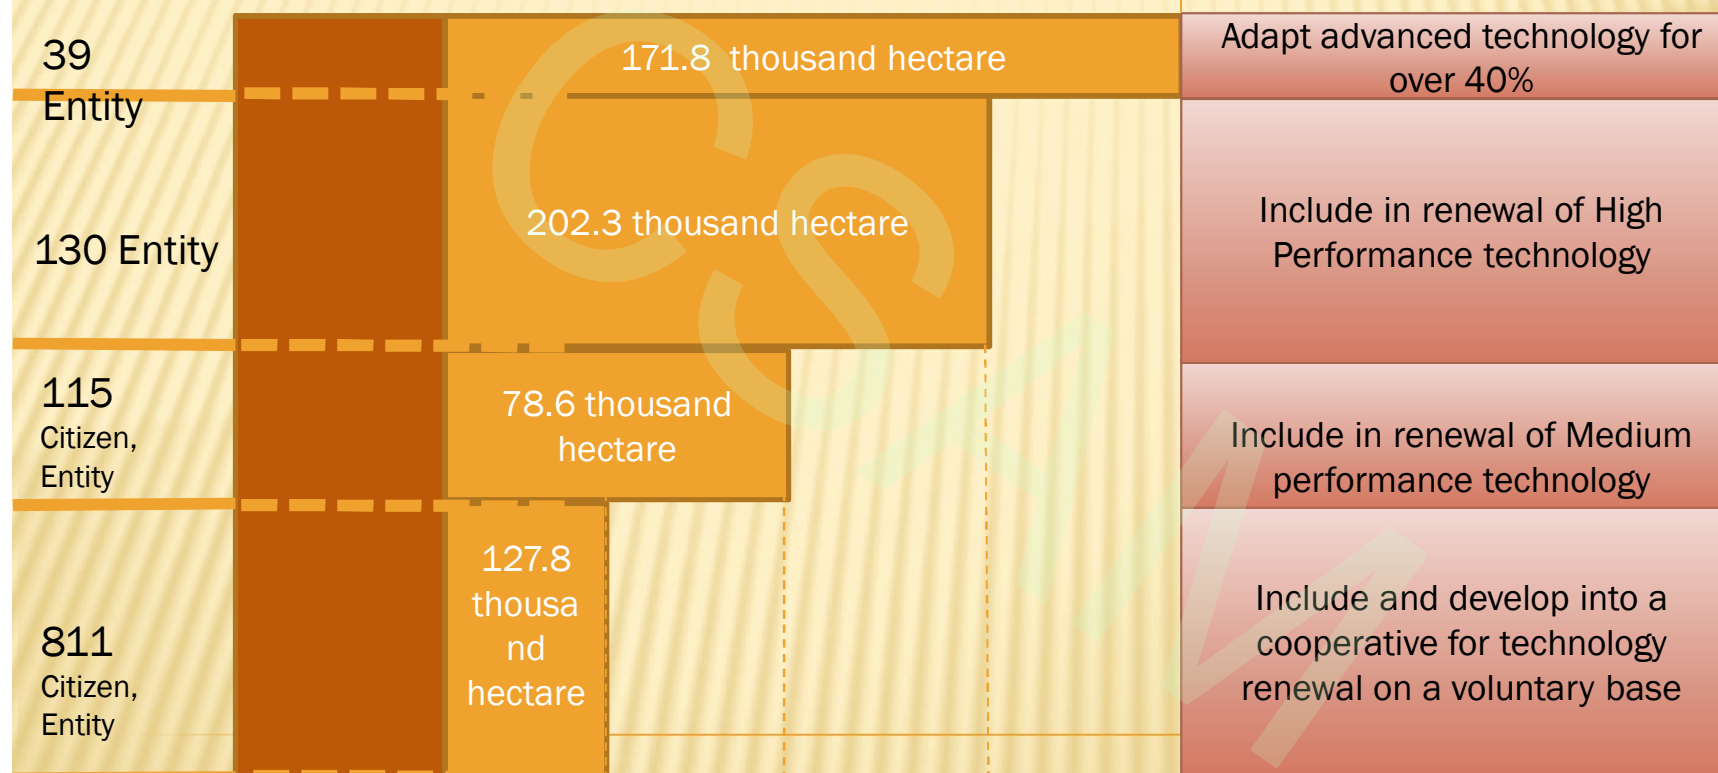 39
Entity
171.8 thousand hectare
Adapt advanced technology for
over 40%
130 Entity
202.3 thousand hectare
Include in renewal of High
Performance technology
115
Citizen,
Entity
78.6 thousand
hectare
Include in renewal of Medium
performance technology
811
Citizen,
Entity
127.8
thousa
nd
hectare
Include and develop into a
cooperative for technology
renewal on a voluntary base
CSAM